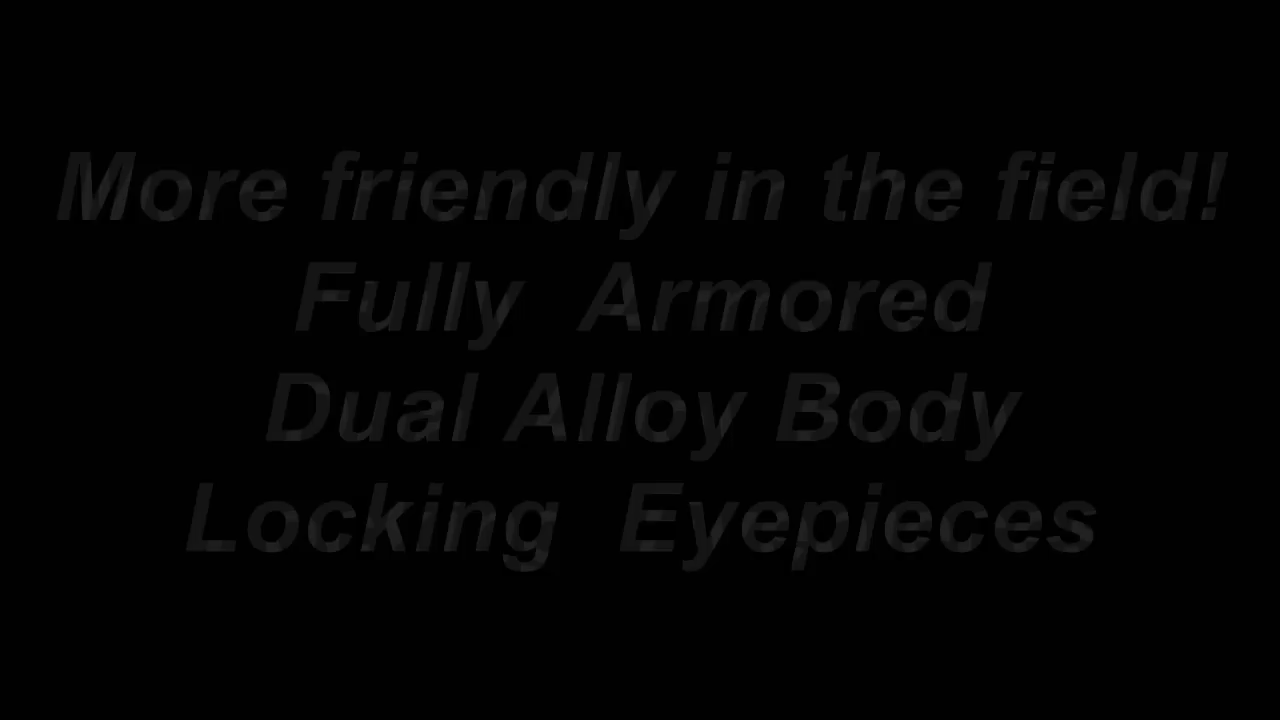 More friendly in the field!
Fully Armored
Dual Alloy Body
Locking Eyepieces